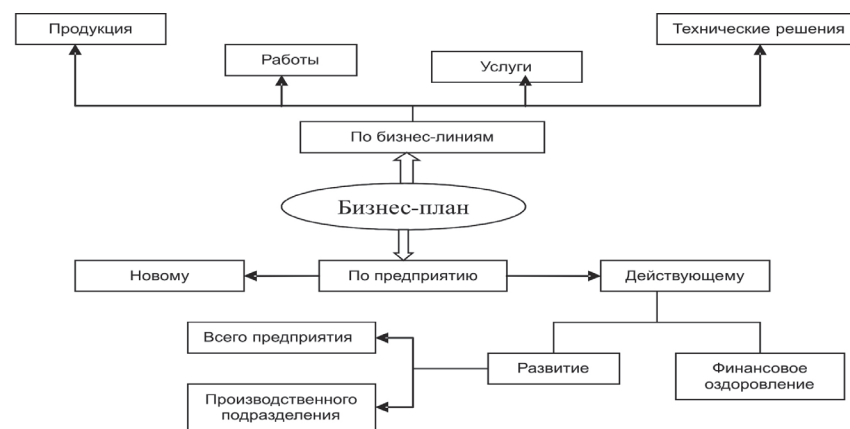 Продукция
Технические решения
Работы
Услуги
По бизнес-линиям
Бизнес-план
Новому
По предприятию
Действующему
Всего предприятия
Развитие
Финансовое
оздоровление
Производственного
подразделения